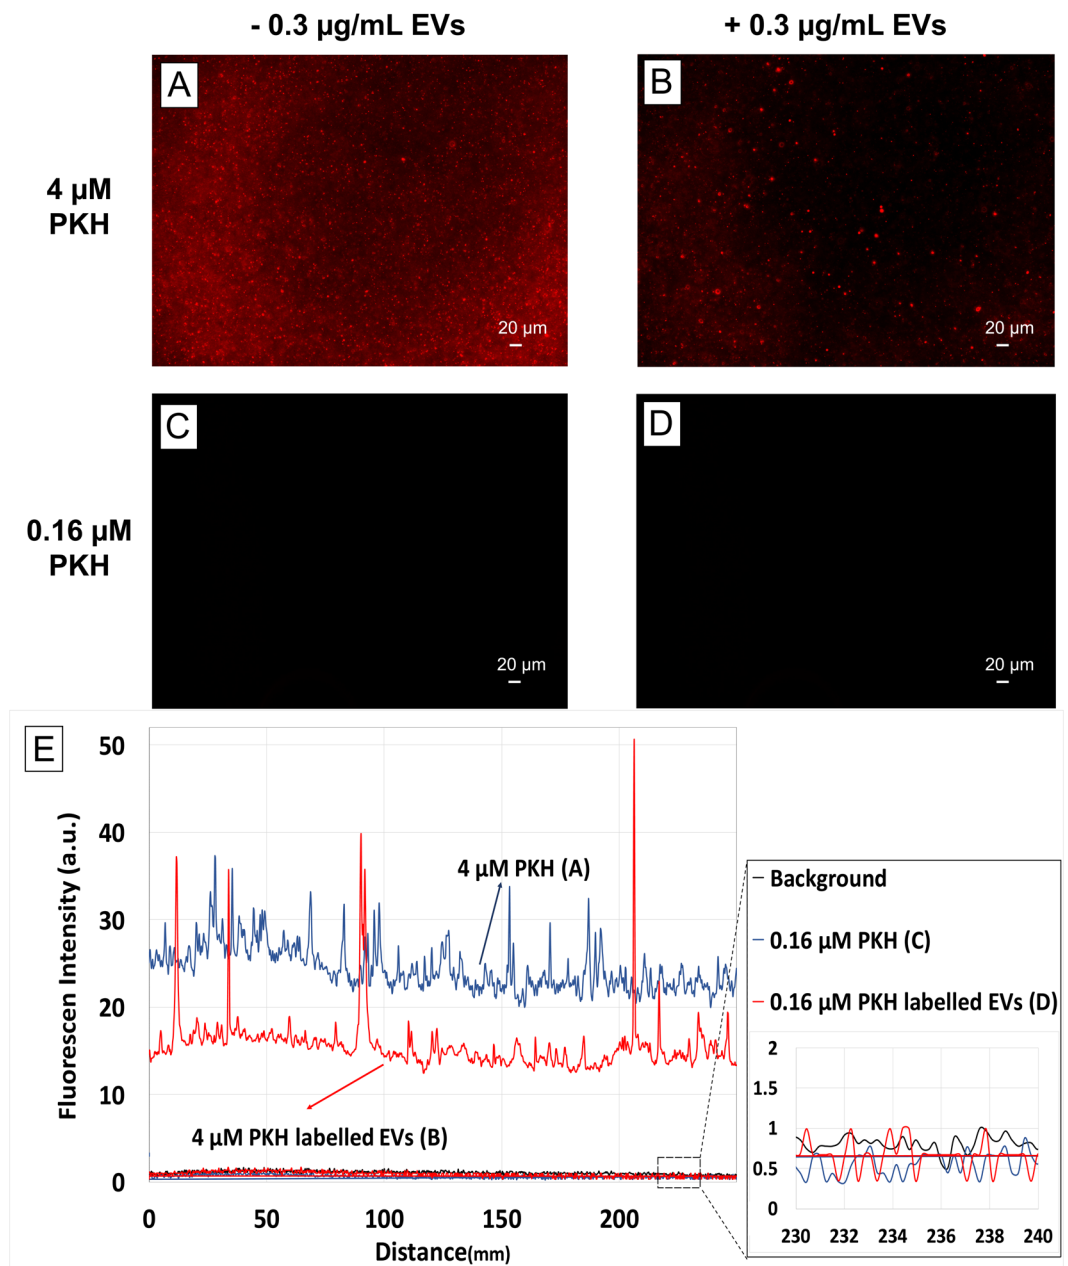 - 0.3 µg/mL EVs
+ 0.3 µg/mL EVs
4 µM
PKH
A
20 µm
B
20 µm
0.16 µM
PKH
C
20 µm
D
20 µm
E
Fluorescen Intensity (a.u.)
50
40
30
20
10
0
4 µM PKH (A)
4 µM PKH labelled EVs (B)
0
50
100
150
200
Distance(mm)
Background
0.16 µM PKH (C)
0.16 µM PKH labelled EVs (D)
2
1.5
1
0.5
0
230
232
234
236
238
240